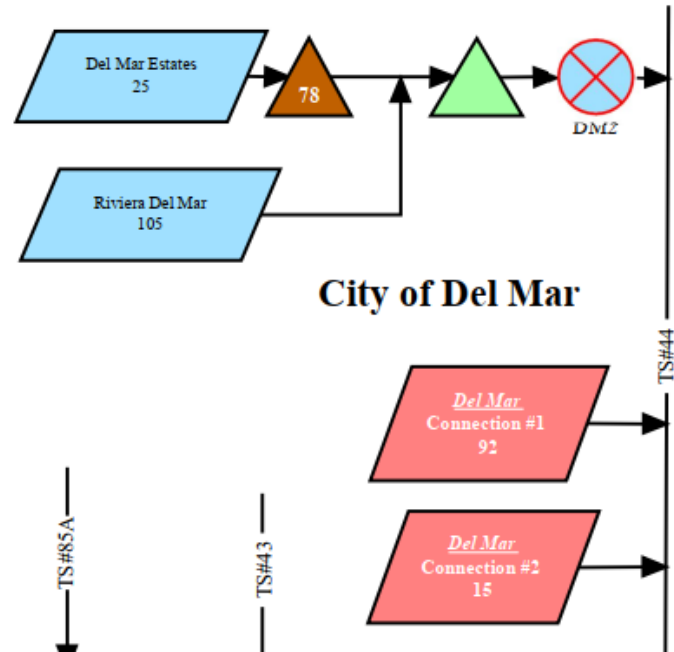 Del Mar Estates
25
78
DM2
Riviera Del Mar
105
City of Del Mar
TS#44
Del Mar
Connection #1
92
Del Mar
Connection #2
15
TS#85A
TS#43